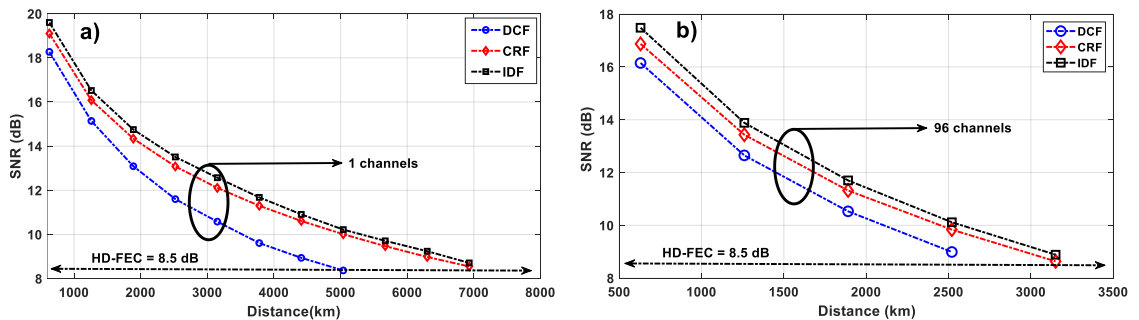 a)
DCF
CRF
IDF
SNR (dB)
20
18
16
14
12
10
8
1 channels
HD-FEC = 8.5 dB
1000 2000 3000 4000 5000 6000 7000 8000
Distance(km)
b)
DCF
CRF
IDF
SNR (dB)
18
16
14
12
10
8
96 channels
HD-FEC = 8.5 dB
500 1000 1500 2000 2500 3000 3500
Distance(km)